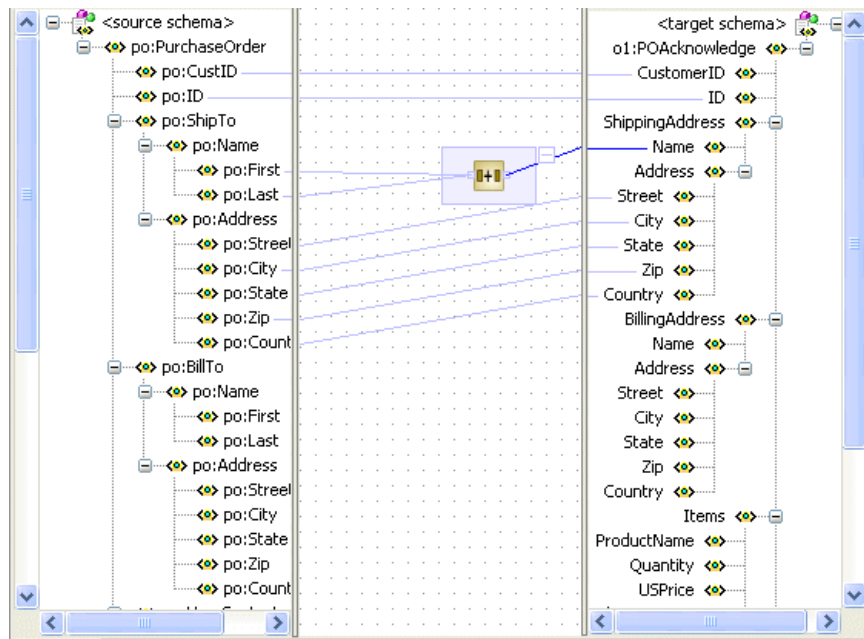 <source schema>
po:PurchaseOrder
po:CustID
po:ID
po:ShipTo
po:Name
po:First
po:Last
po:Address
po:Street
po:City
po:State
po:Zip
po:Count
po:BillTo
po:Name
po:First
po:Last
po:Address
po:Street
po:City
po:State
po:Zip
po:Count
<target schema>
o1:POAcknowledge
CustomerID
ID
ShippingAddress
Name
Address
Street
City
State
Zip
Country
BillingAddress
Name
Address
Street
City
State
Zip
Country
Items
ProductName
Quantity
USPrice